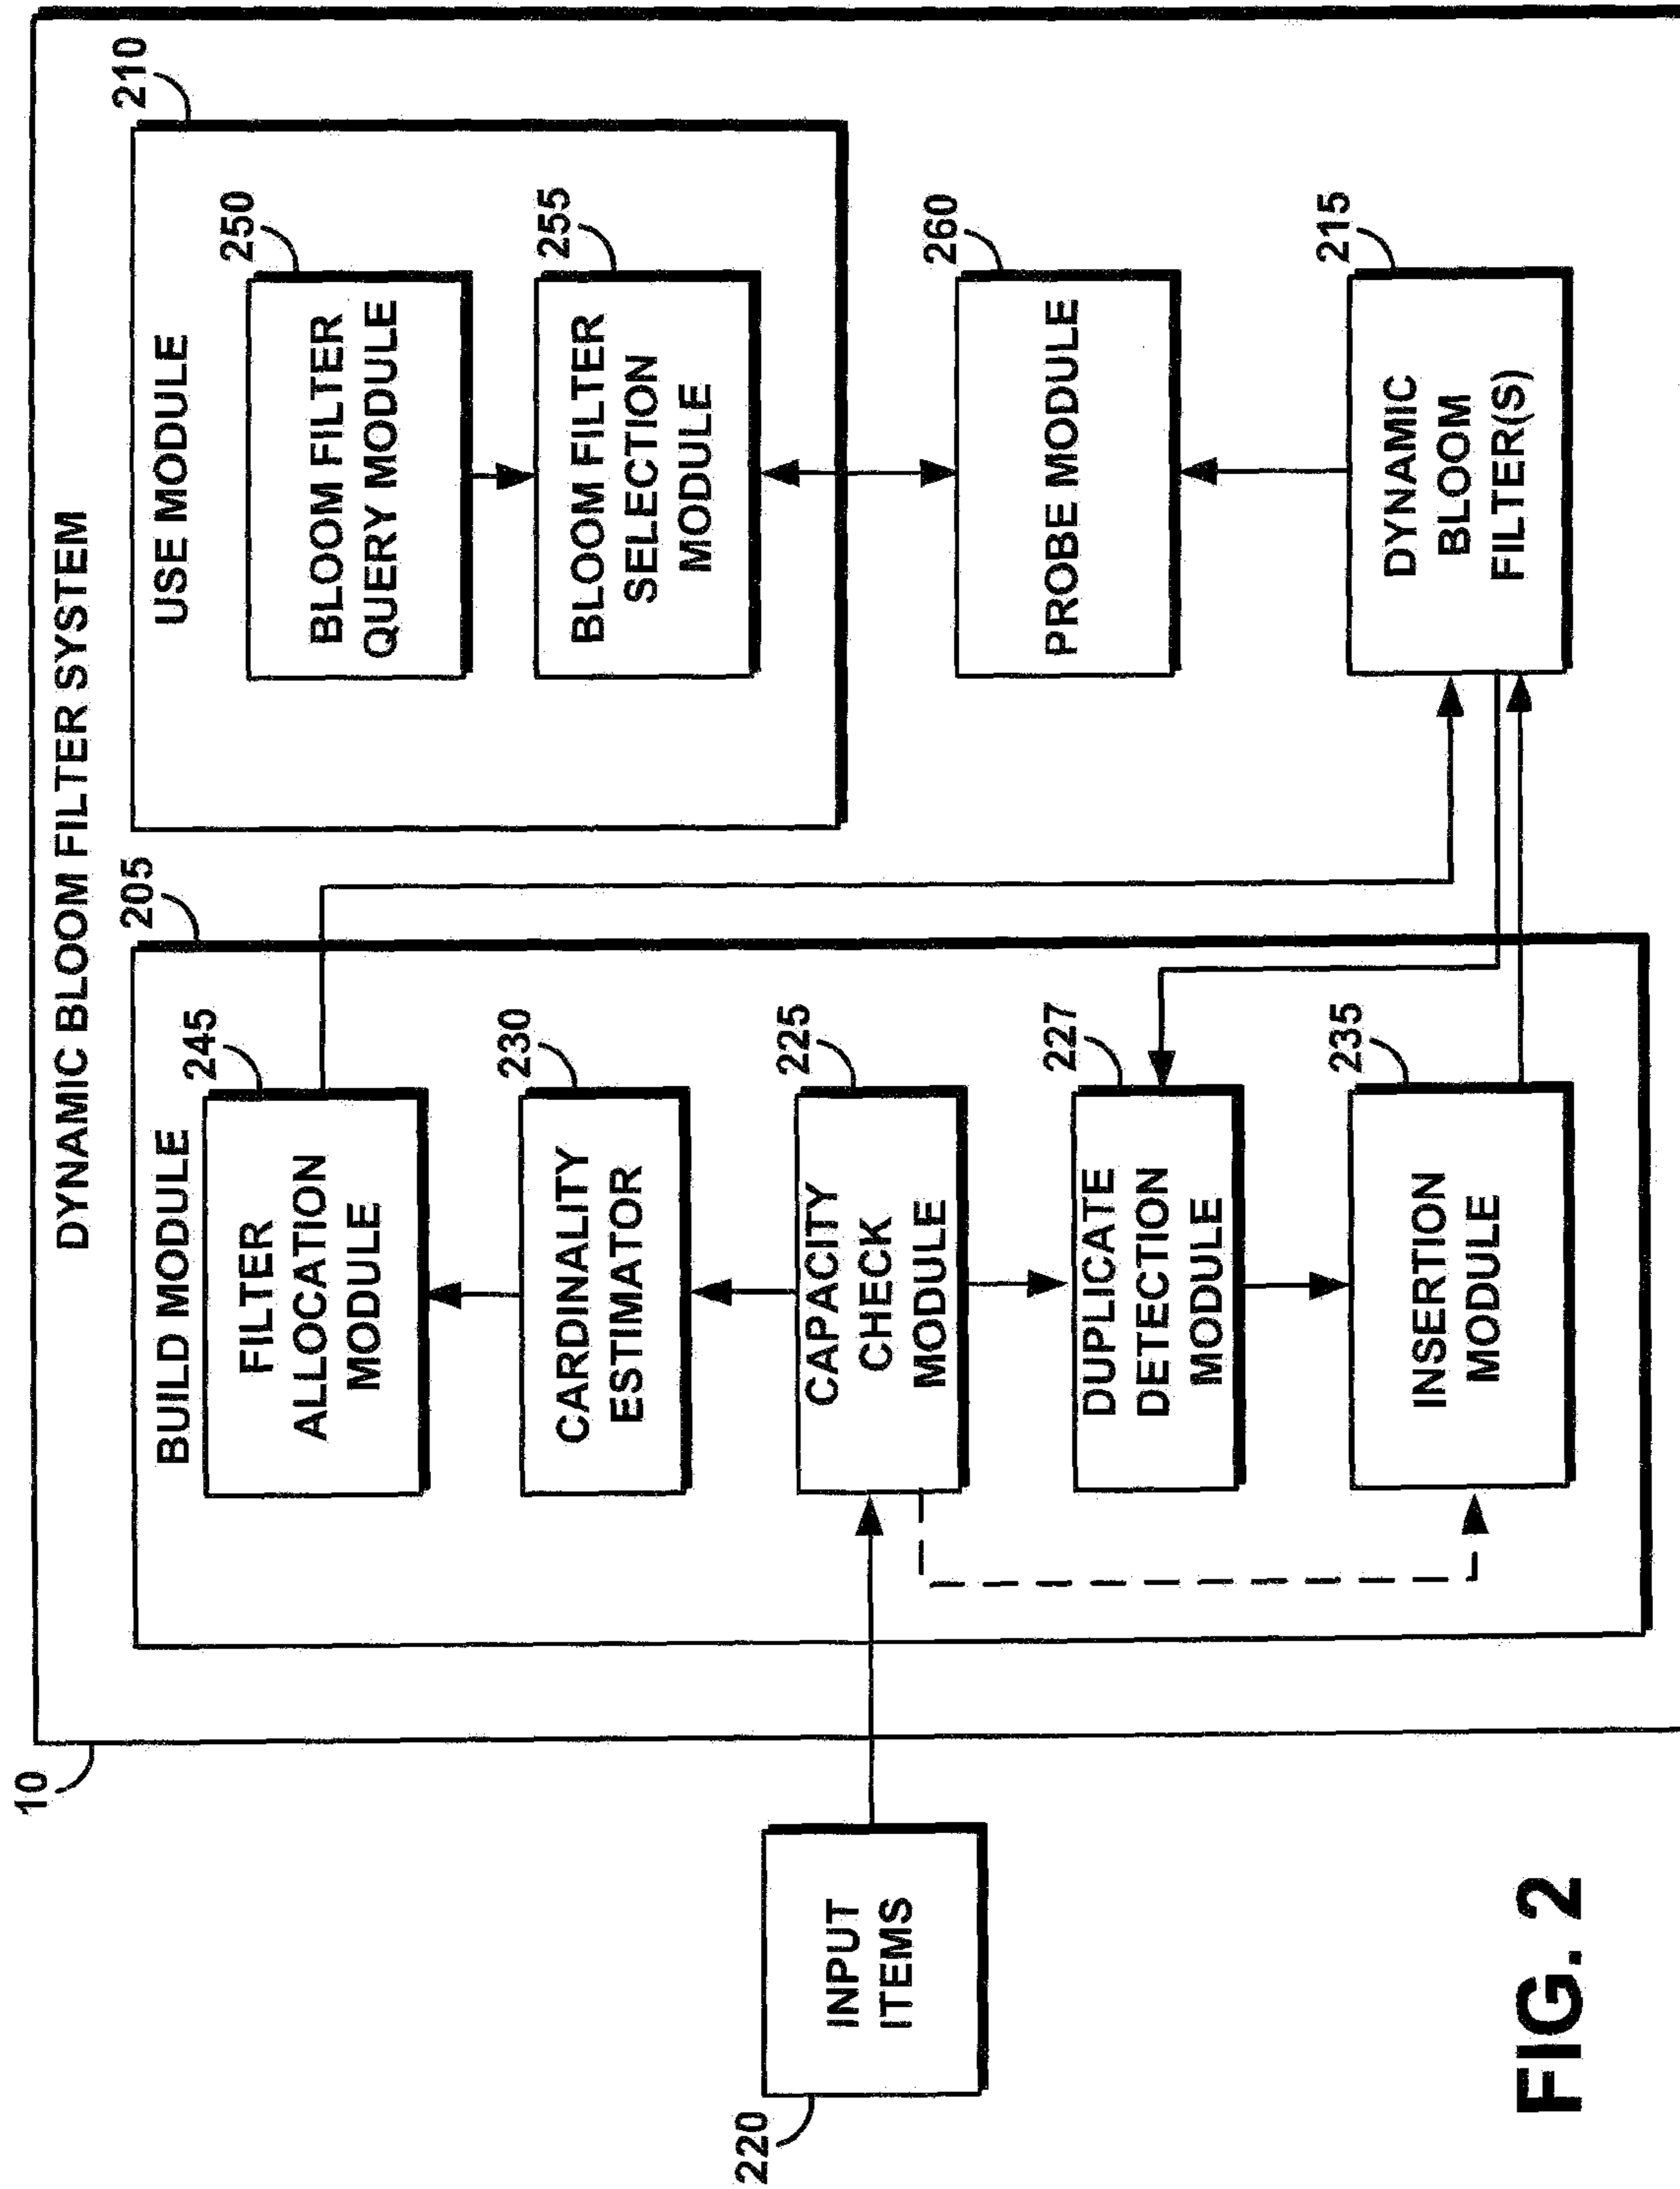 10
DYNAMIC BLOOM FILTER SYSTEM
205
BUILD MODULE
245
FILTER
ALLOCATION
MODULE
230
CARDINALITY
ESTIMATOR
225
CAPACITY
CHECK
MODULE
227
DUPLICATE
DETECTION
MODULE
235
INSERTION
MODULE
210
USE MODULE
250
BLOOM FILTER
QUERY MODULE
255
BLOOM FILTER
SELECTION
MODULE
260
PROBE MODULE
215
DYNAMIC
BLOOM
FILTER(S)
220
INPUT
ITEMS
FIG. 2